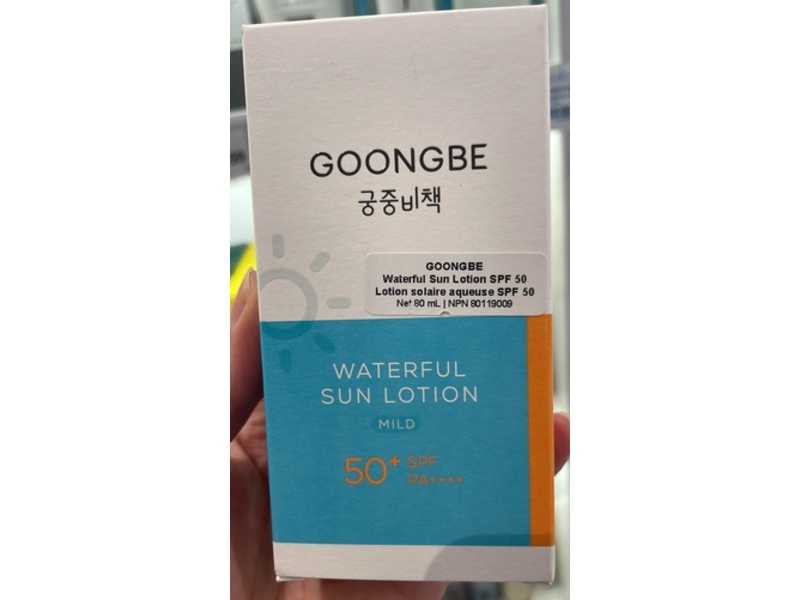 GOONGBE
궁중비책
GOONGBE
Waterful Sun Lotion SPF 50
Lotion solaire aqueuse SPF 50
Net 80 mL | NPN 80119009
WATERFUL
SUN LOTION
MILD
50+ SPF
PA++++